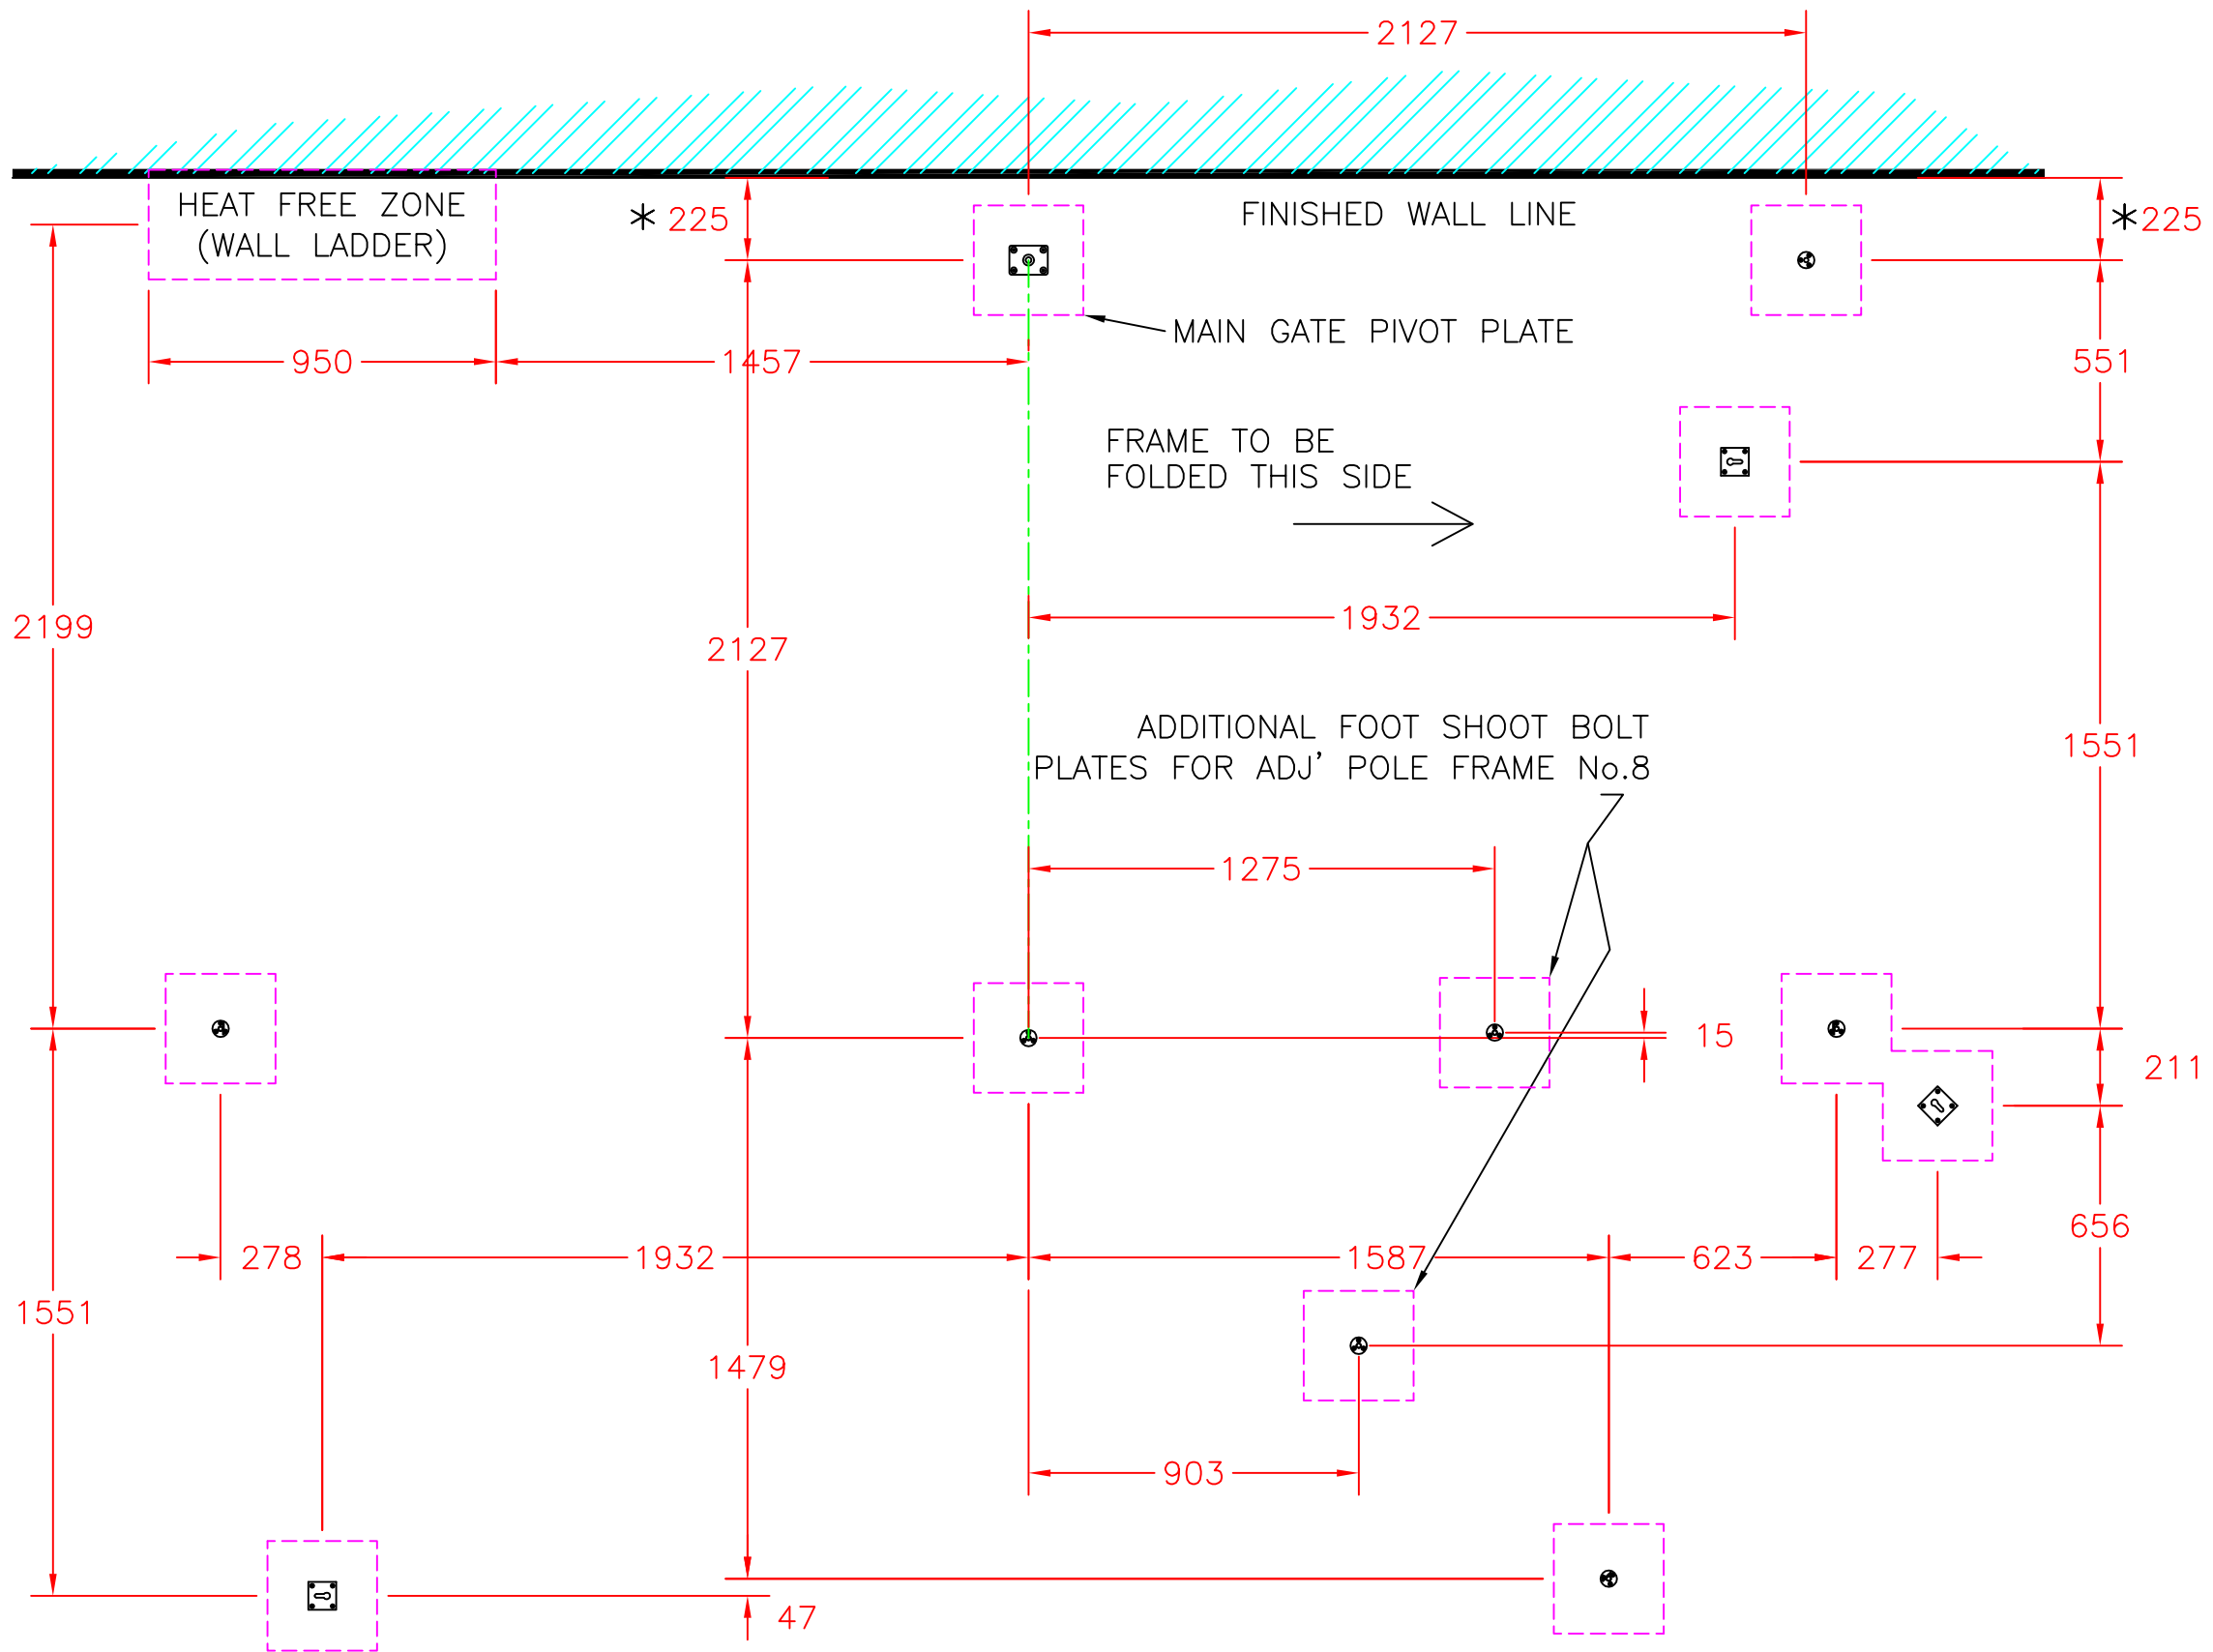 2127
HEAT FREE ZONE
(WALL LADDER)
* 225
FINISHED WALL LINE
*225
MAIN GATE PIVOT PLATE
950
1457
551
FRAME TO BE
FOLDED THIS SIDE
2199
2127
1932
ADDITIONAL FOOT SHOOT BOLT
PLATES FOR ADJ' POLE FRAME No.8
1551
1275
15
211
656
278
1932
1587
623
277
1551
1479
903
47